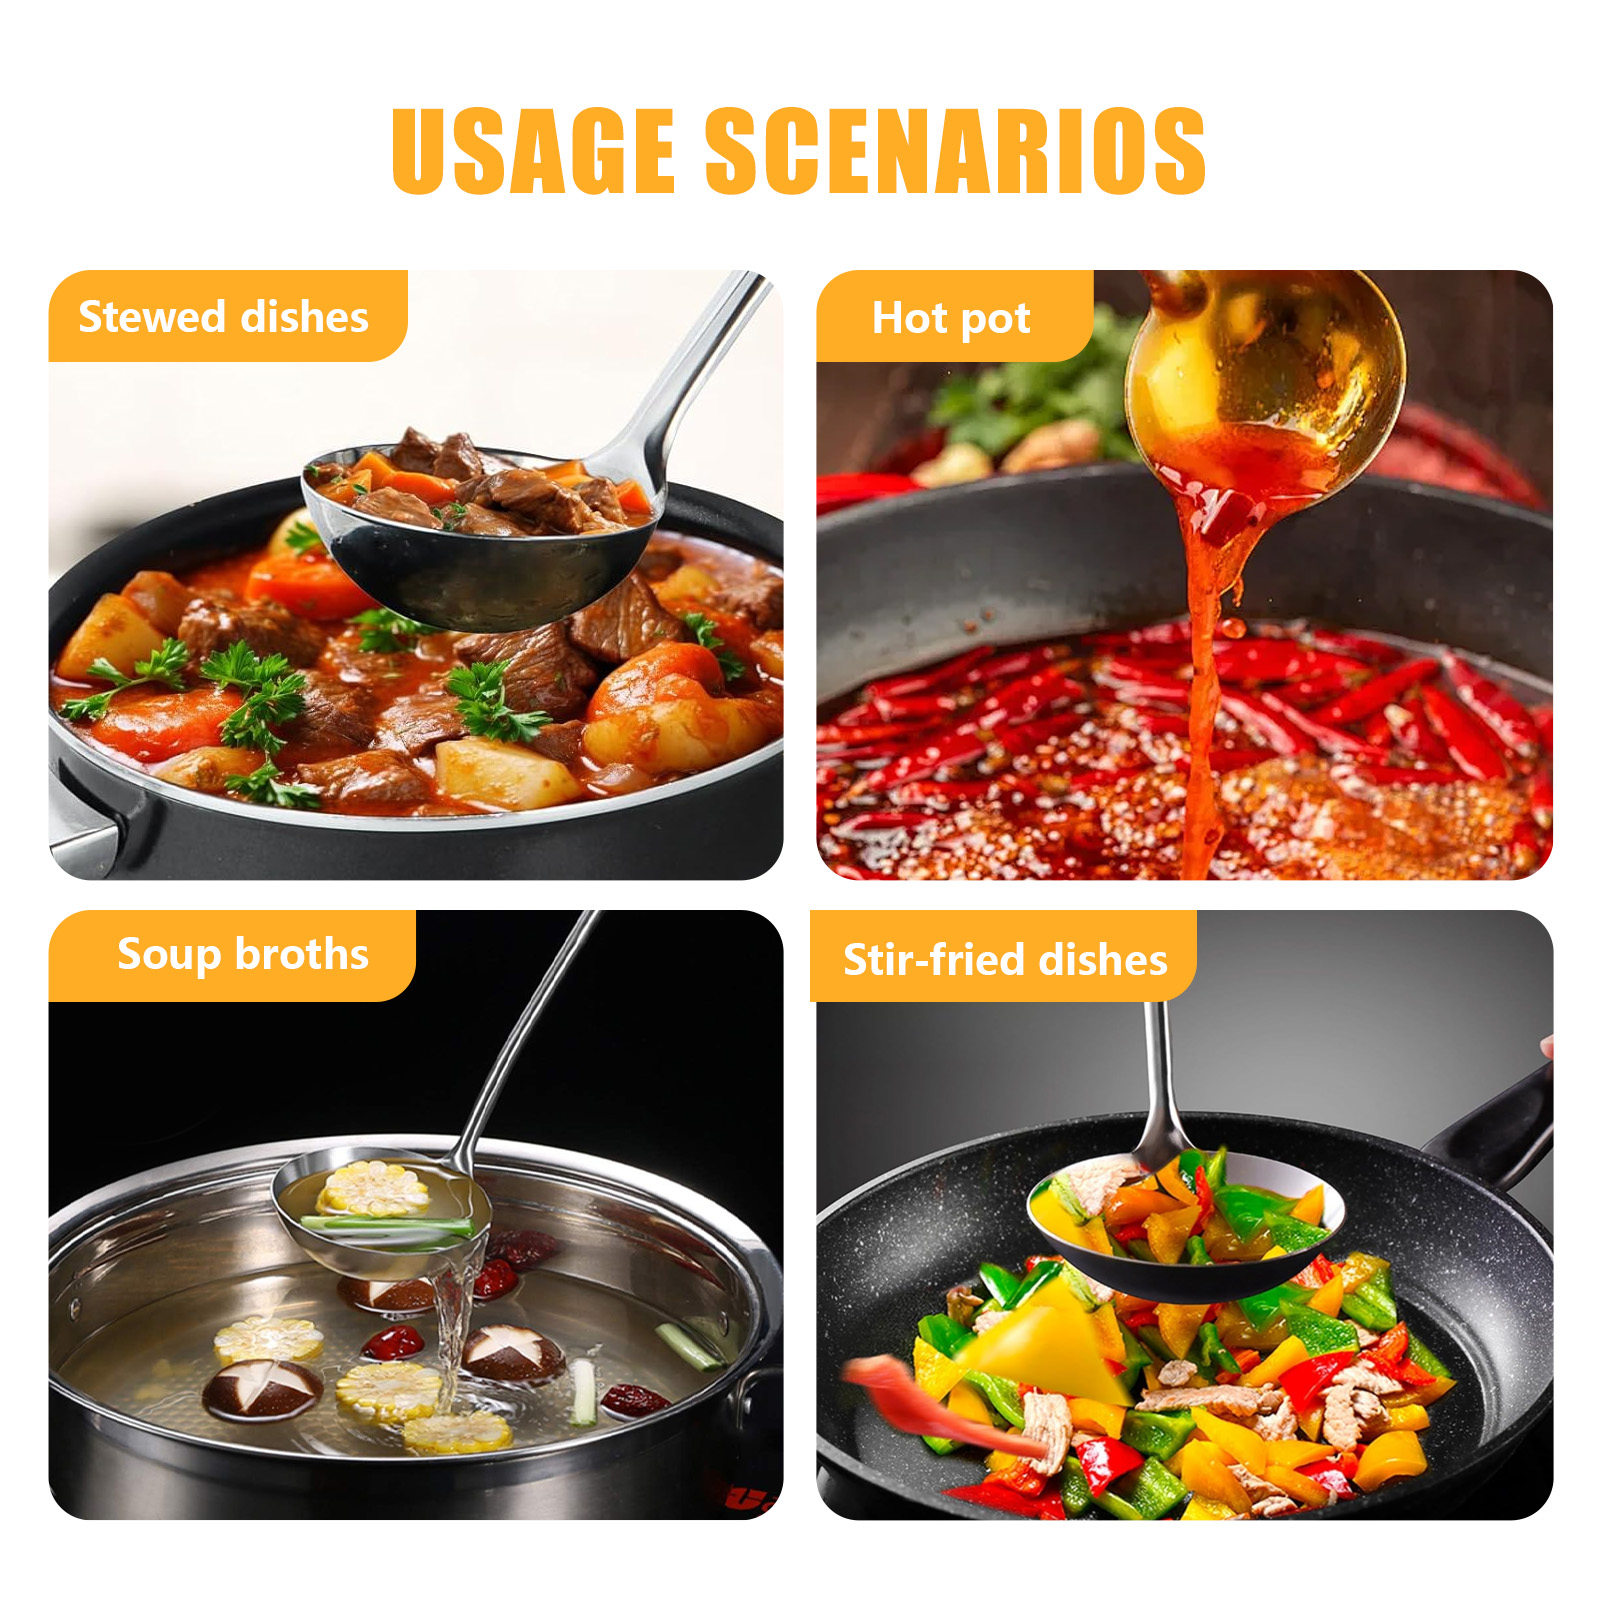 USAGE SCENARIOS
Stewed dishes
Hot pot
Soup broths
Stir-fried dishes